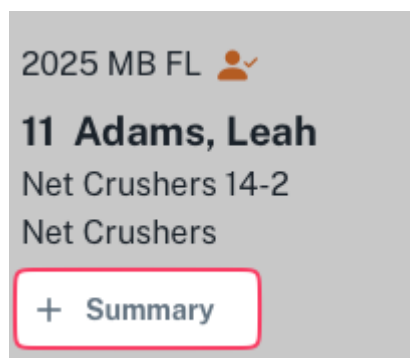 2025 MB FL
11 Adams, Leah
Net Crushers 14-2
Net Crushers
+ Summary